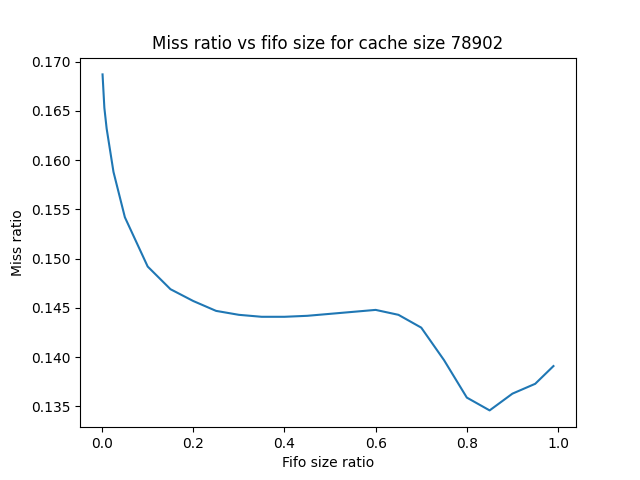 Miss ratio vs fifo size for cache size 78902
0.170
0.165
0.160
0.155
0.150
0.145
0.140
0.135
Miss ratio
0.0 0.2 0.4 0.6 0.8 1.0
Fifo size ratio